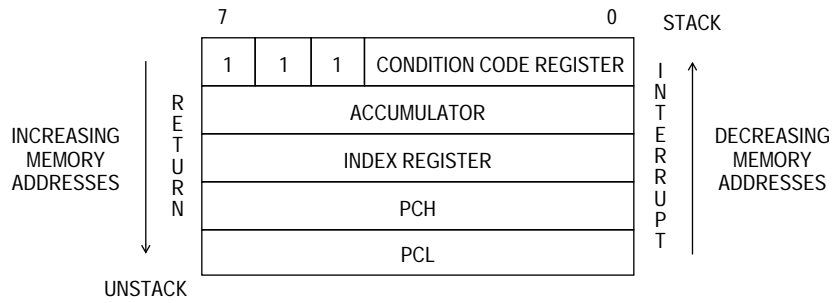 7 0 STACK
1 1 1 CONDITION CODE REGISTER
ACCUMULATOR
INDEX REGISTER
PCH
PCL
INCREASING
MEMORY
ADDRESSES
RETURN
INTERRUPT
DECREASING
MEMORY
ADDRESSES
UNSTACK